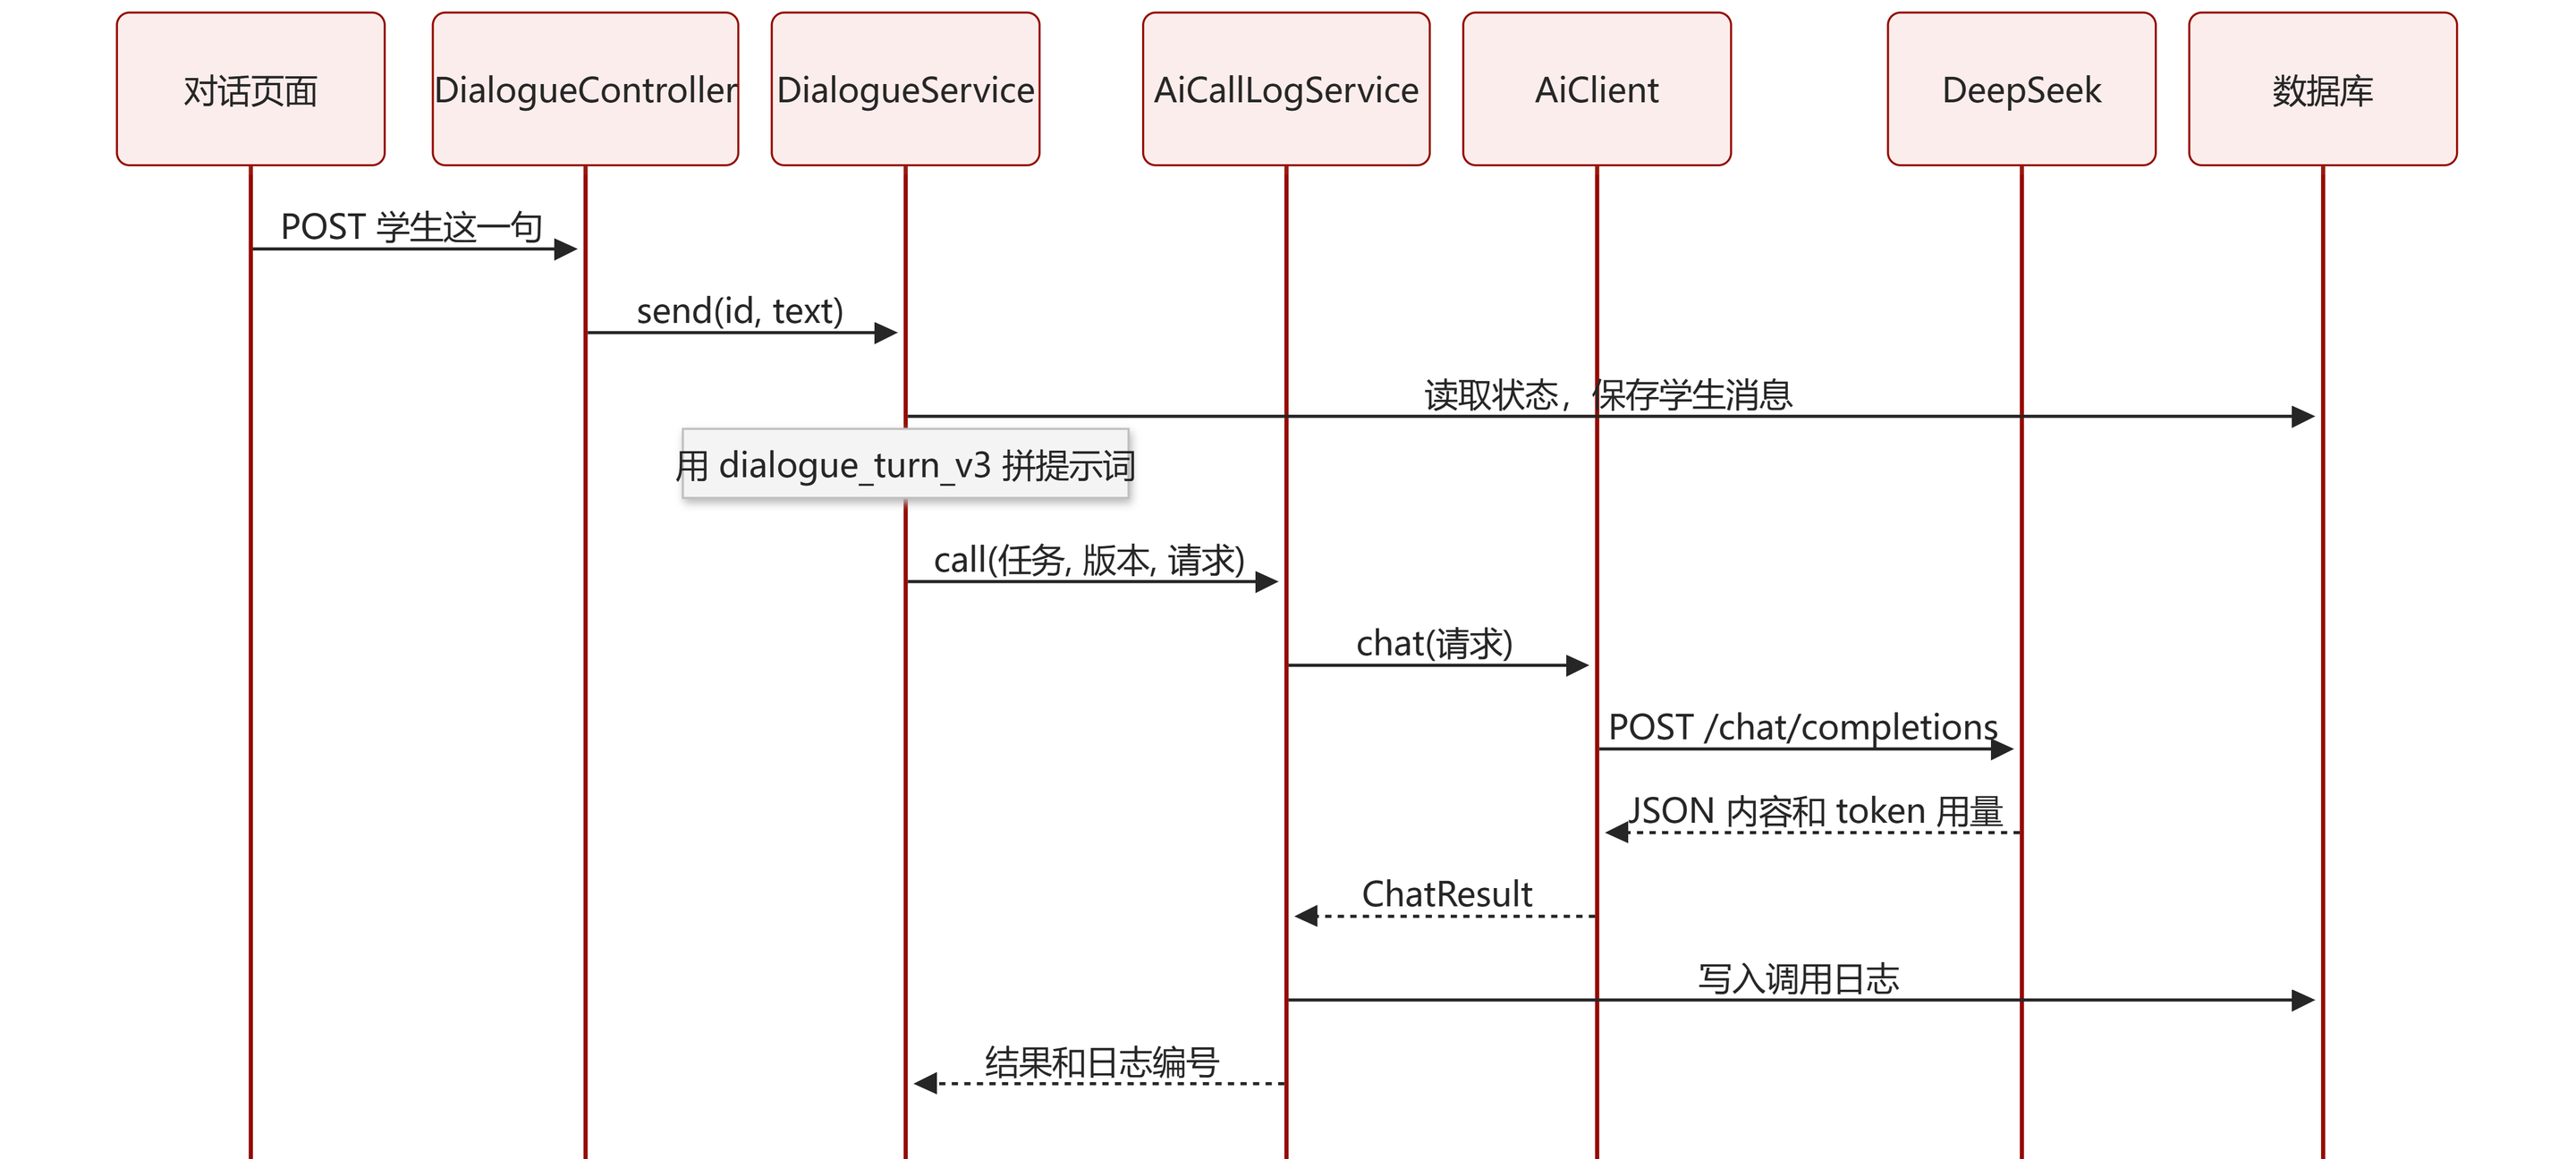 对话页面
DialogueController
DialogueService
AiCallLogService
AiClient
DeepSeek
数据库
POST 学生这一句
send(id, text)
读取状态，保存学生消息
用 dialogue_turn_v3 拼提示词
call(任务, 版本, 请求)
chat(请求)
POST /chat/completions
JSON 内容和 token 用量
ChatResult
写入调用日志
结果和日志编号